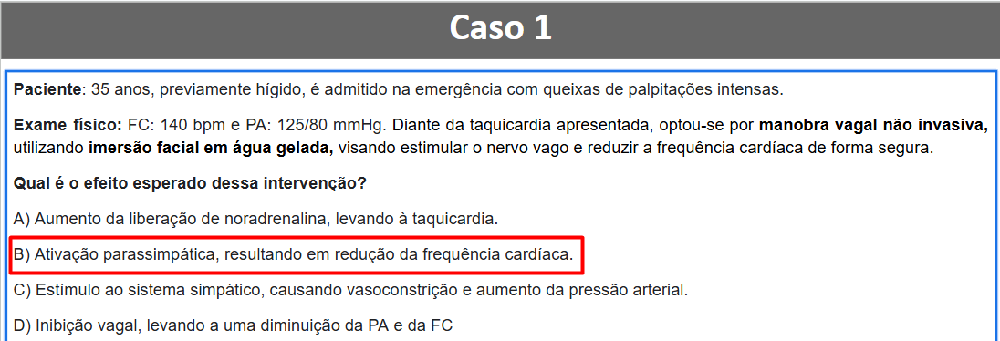 Caso 1
Paciente: 35 anos, previamente hígido, é admitido na emergência com queixas de palpitações intensas.
Exame físico: FC: 140 bpm e PA: 125/80 mmHg. Diante da taquicardia apresentada, optou-se por manobra vagal não invasiva,
utilizando imersão facial em água gelada, visando estimular o nervo vago e reduzir a frequência cardíaca de forma segura.
Qual é o efeito esperado dessa intervenção?
A) Aumento da liberação de noradrenalina, levando à taquicardia.
B) Ativação parassimpática, resultando em redução da frequência cardíaca.
C) Estímulo ao sistema simpático, causando vasoconstrição e aumento da pressão arterial.
D) Inibição vagal, levando a uma diminuição da PA e da FC